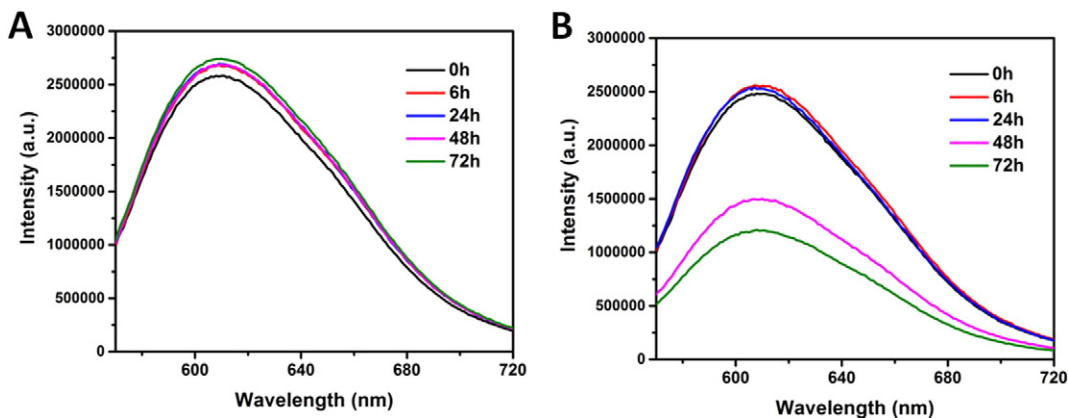 A
3000000
2500000
2000000
1500000
1000000
500000
0
Intensity (a.u.)
0h
6h
24h
48h
72h
600
640
680
720
Wavelength (nm)
B
3000000
2500000
2000000
1500000
1000000
500000
0
Intensity (a.u.)
0h
6h
24h
48h
72h
600
640
680
720
Wavelength (nm)